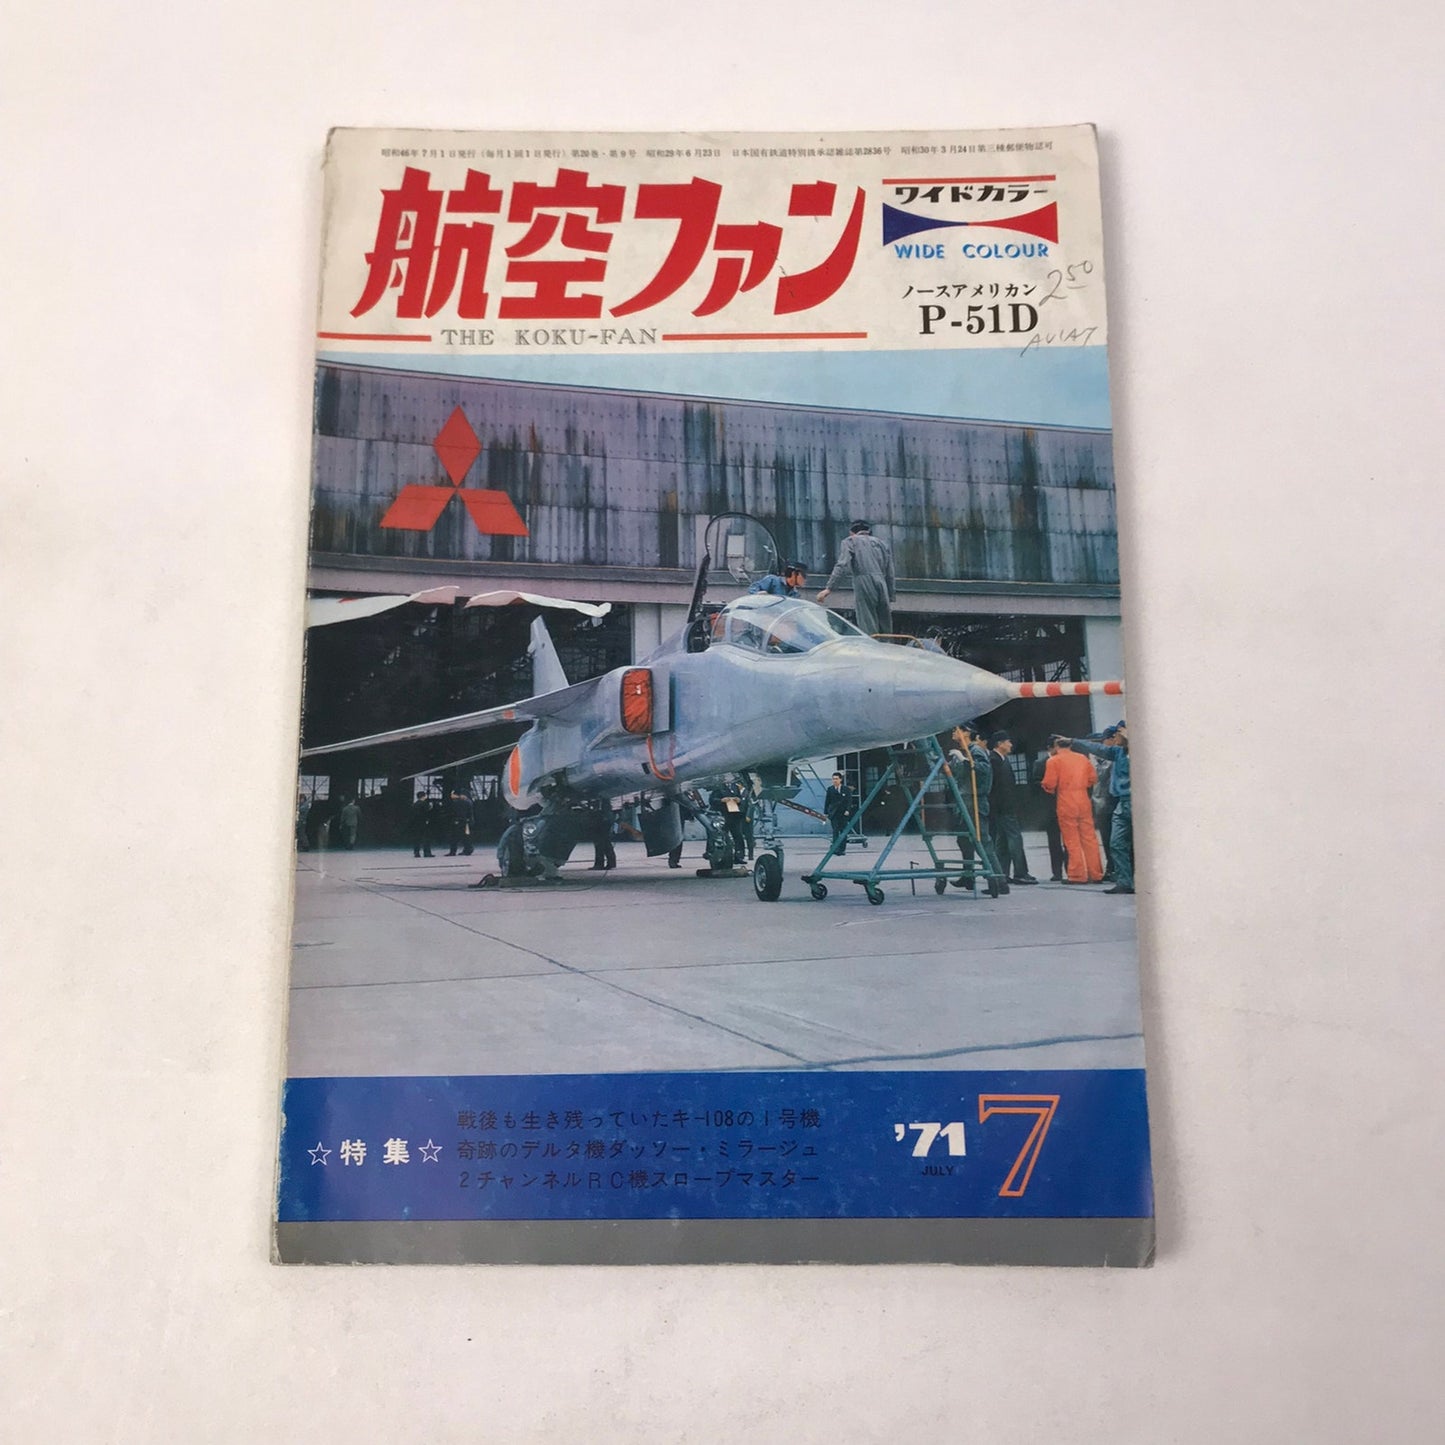 昭和46年7月1日発行(毎月1回1日発行)第20巻・第9号 昭和29年6月23日 日本国有鉄道特別扱承認雑誌第2836号 昭和30年3月24日第三種郵便物認可
航空ファン
THE KOKU-FAN
ワイドカラー
WIDE COLOUR
ノースアメリカン
P-51D
2 50
AVIAT
☆特集☆
戦後も生き残っていたキ-108の1号機
奇跡のデルタ機ダッソー・ミラージュ
2チャンネルRC機スロープマスター
'71
JULY
7